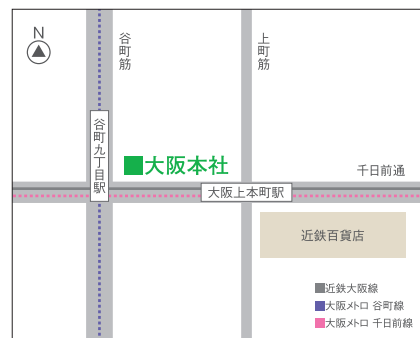 N
谷町筋
上町筋
谷町九丁目駅
■大阪本社
千日前通
大阪上本町駅
近鉄百貨店
■近鉄大阪線
■大阪メトロ 谷町線
■大阪メトロ 千日前線